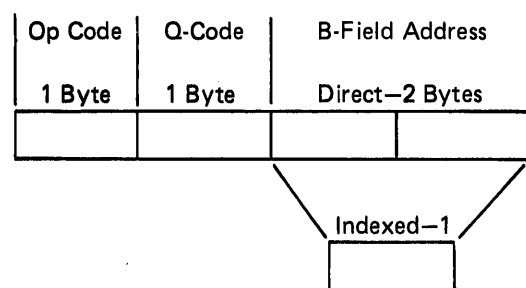 Op Code Q-Code B-Field Address
1 Byte 1 Byte Direct—2 Bytes
Indexed—1